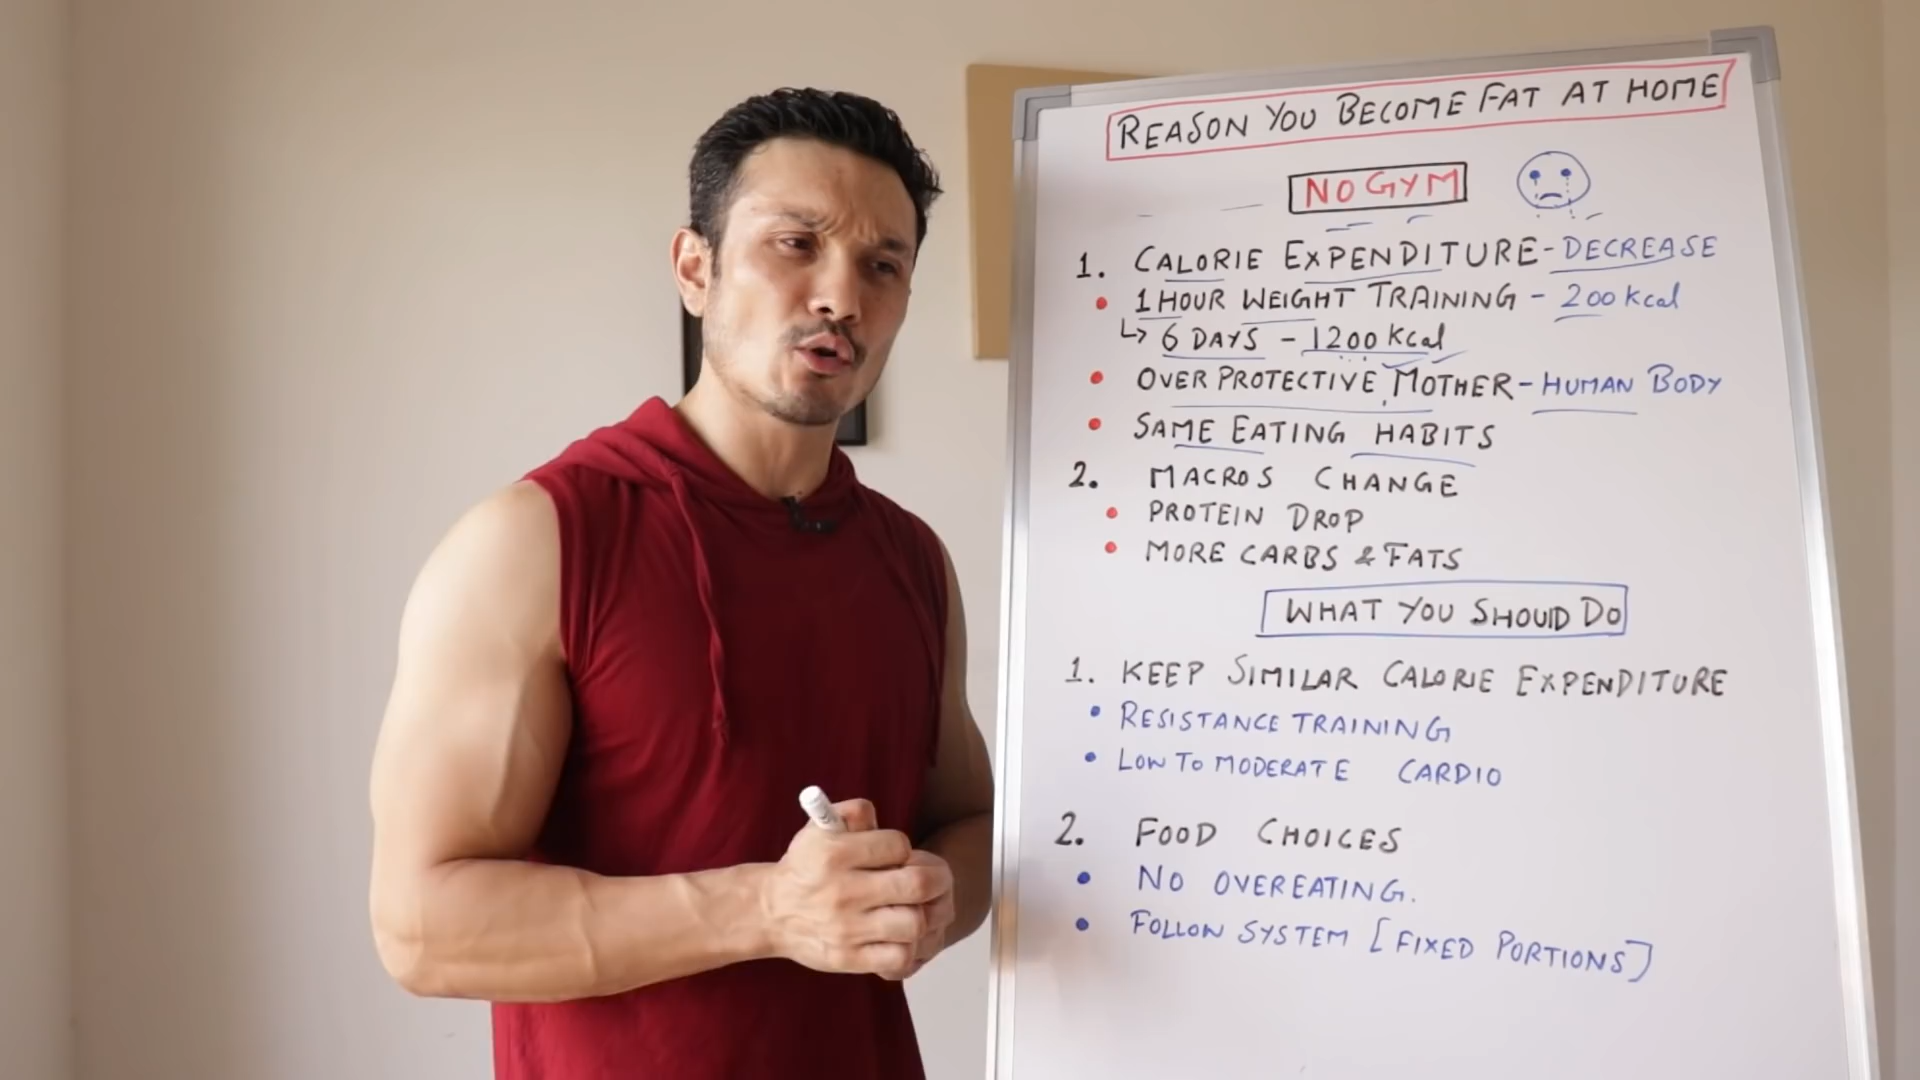 REASON YOU BECOME FAT AT HOME
NO GYM
1. CALORIE EXPENDITURE - DECREASE
• 1 HOUR WEIGHT TRAINING - 200 Kcal
↳ 6 DAYS - 1200 Kcal
• OVER PROTECTIVE MOTHER - HUMAN BODY
• SAME EATING HABITS
2. MACROS CHANGE
• PROTEIN DROP
• MORE CARBS & FATS
WHAT YOU SHOULD DO
1. KEEP SIMILAR CALORIE EXPENDITURE
• RESISTANCE TRAINING
• LOW TO MODERATE CARDIO
2. FOOD CHOICES
• NO OVEREATING.
• FOLLOW SYSTEM [FIXED PORTIONS]